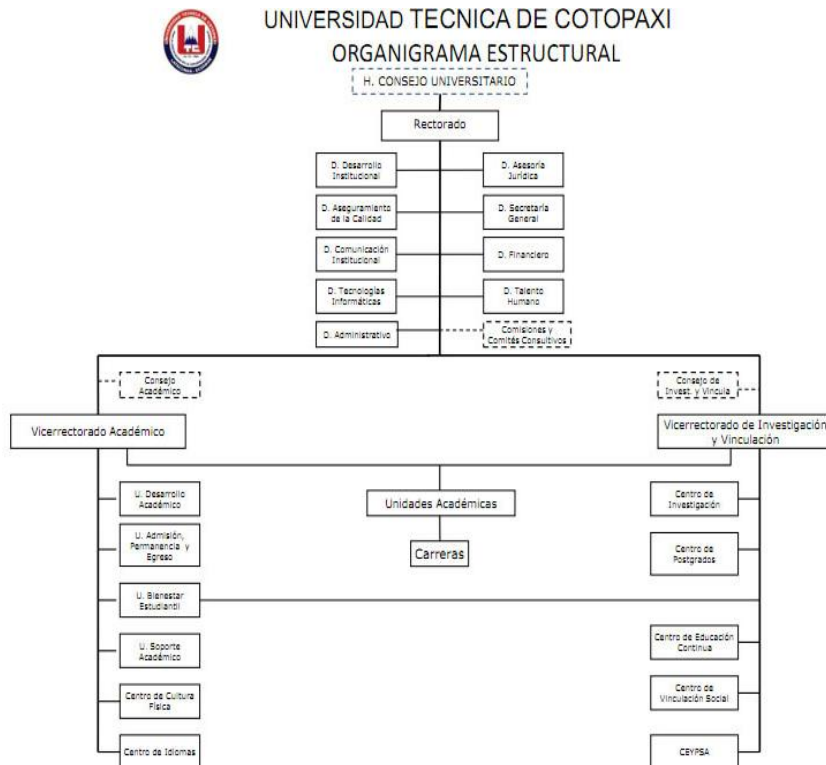 UNIVERSIDAD TECNICA DE COTOPAXI
ORGANIGRAMA ESTRUCTURAL
H. CONSEJO UNIVERSITARIO
Rectorado
D. Desarrollo
Institucional
D. Asesoría
Jurídica
D. Aseguramiento
de la Calidad
D. Secretaría
General
D. Comunicación
Institucional
D. Financiero
D. Tecnologías
Informáticas
D. Talento
Humano
D. Administrativo
Comisiones y
Comités Consultivos
Consejo
Académico
Consejo de
Invest. y Vincula
Vicerrectorado Académico
Vicerrectorado de Investigación
y Vinculación
U. Desarrollo
Académico
Unidades Académicas
Centro de
Investigación
U. Admisión,
Permanencia y
Egreso
Carreras
Centro de
Postgrados
U. Bienestar
Estudiantil
U. Soporte
Académico
Centro de Educación
Continua
Centro de Cultura
Física
Centro de
Vinculación Social
Centro de Idiomas
CEYPSA